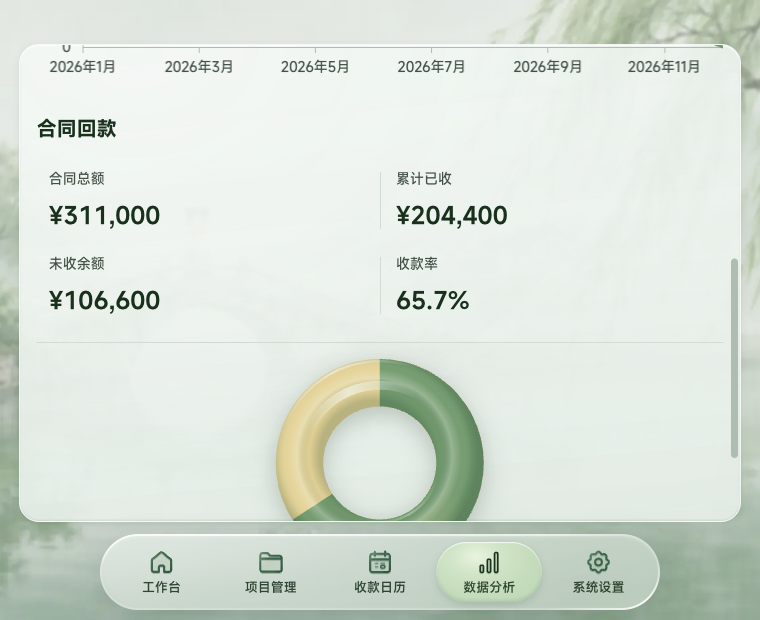 0
2026年1月 2026年3月 2026年5月 2026年7月 2026年9月 2026年11月
合同回款
合同总额 累计已收
¥311,000 ¥204,400
未收余额 收款率
¥106,600 65.7%
工作台 项目管理 收款日历 数据分析 系统设置